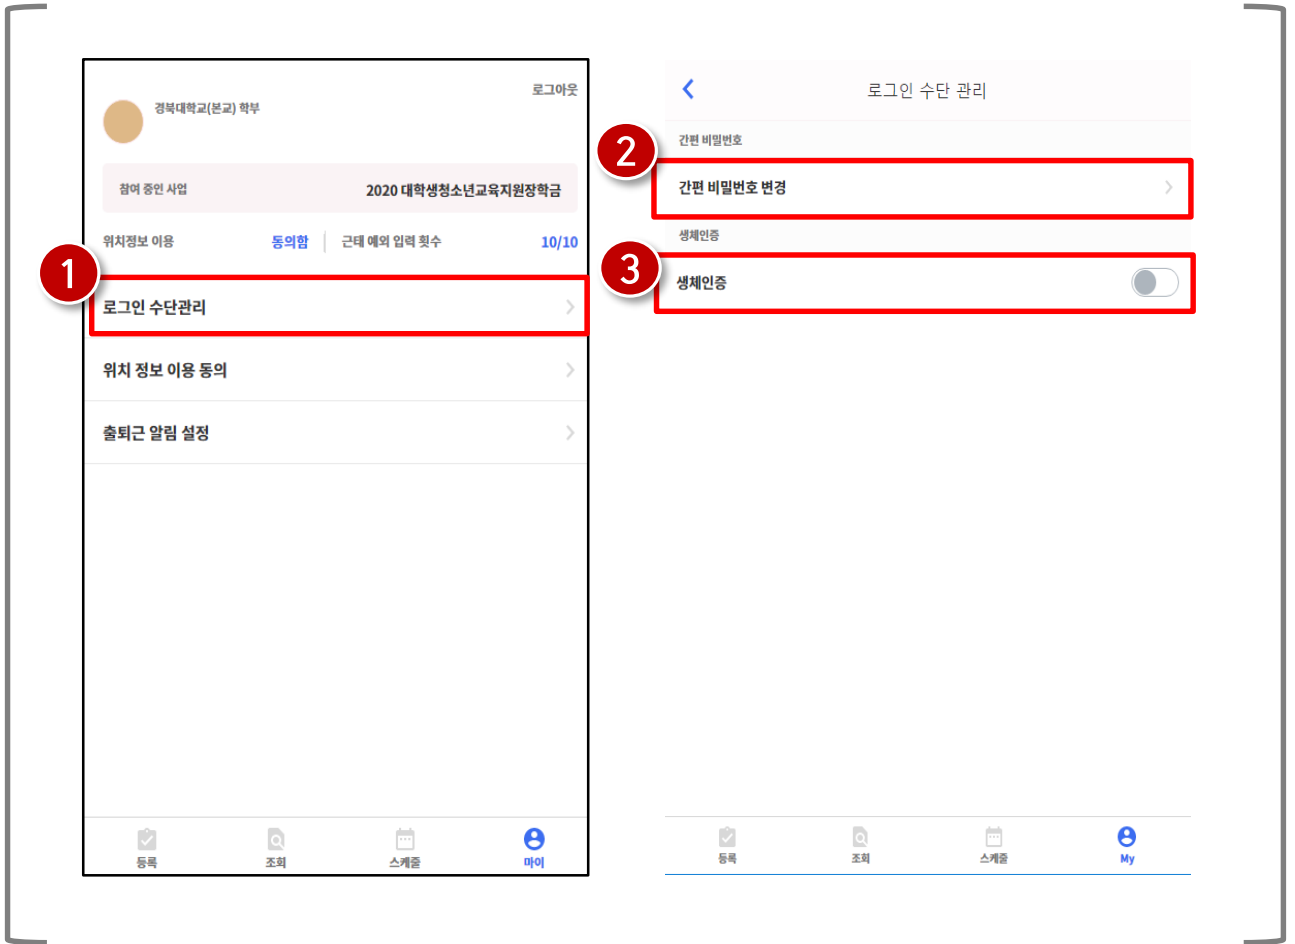 로그아웃
경북대학교(본교) 학부
참여 중인 사업 2020 대학생청소년교육지원장학금
위치정보 이용 동의함 근태 예외 입력 횟수 10/10
1
로그인 수단관리
위치 정보 이용 동의
출퇴근 알림 설정
등록 조회 스케줄 마이
로그인 수단 관리
간편 비밀번호
2
간편 비밀번호 변경
생체인증
3
생체인증
등록 조회 스케줄 My